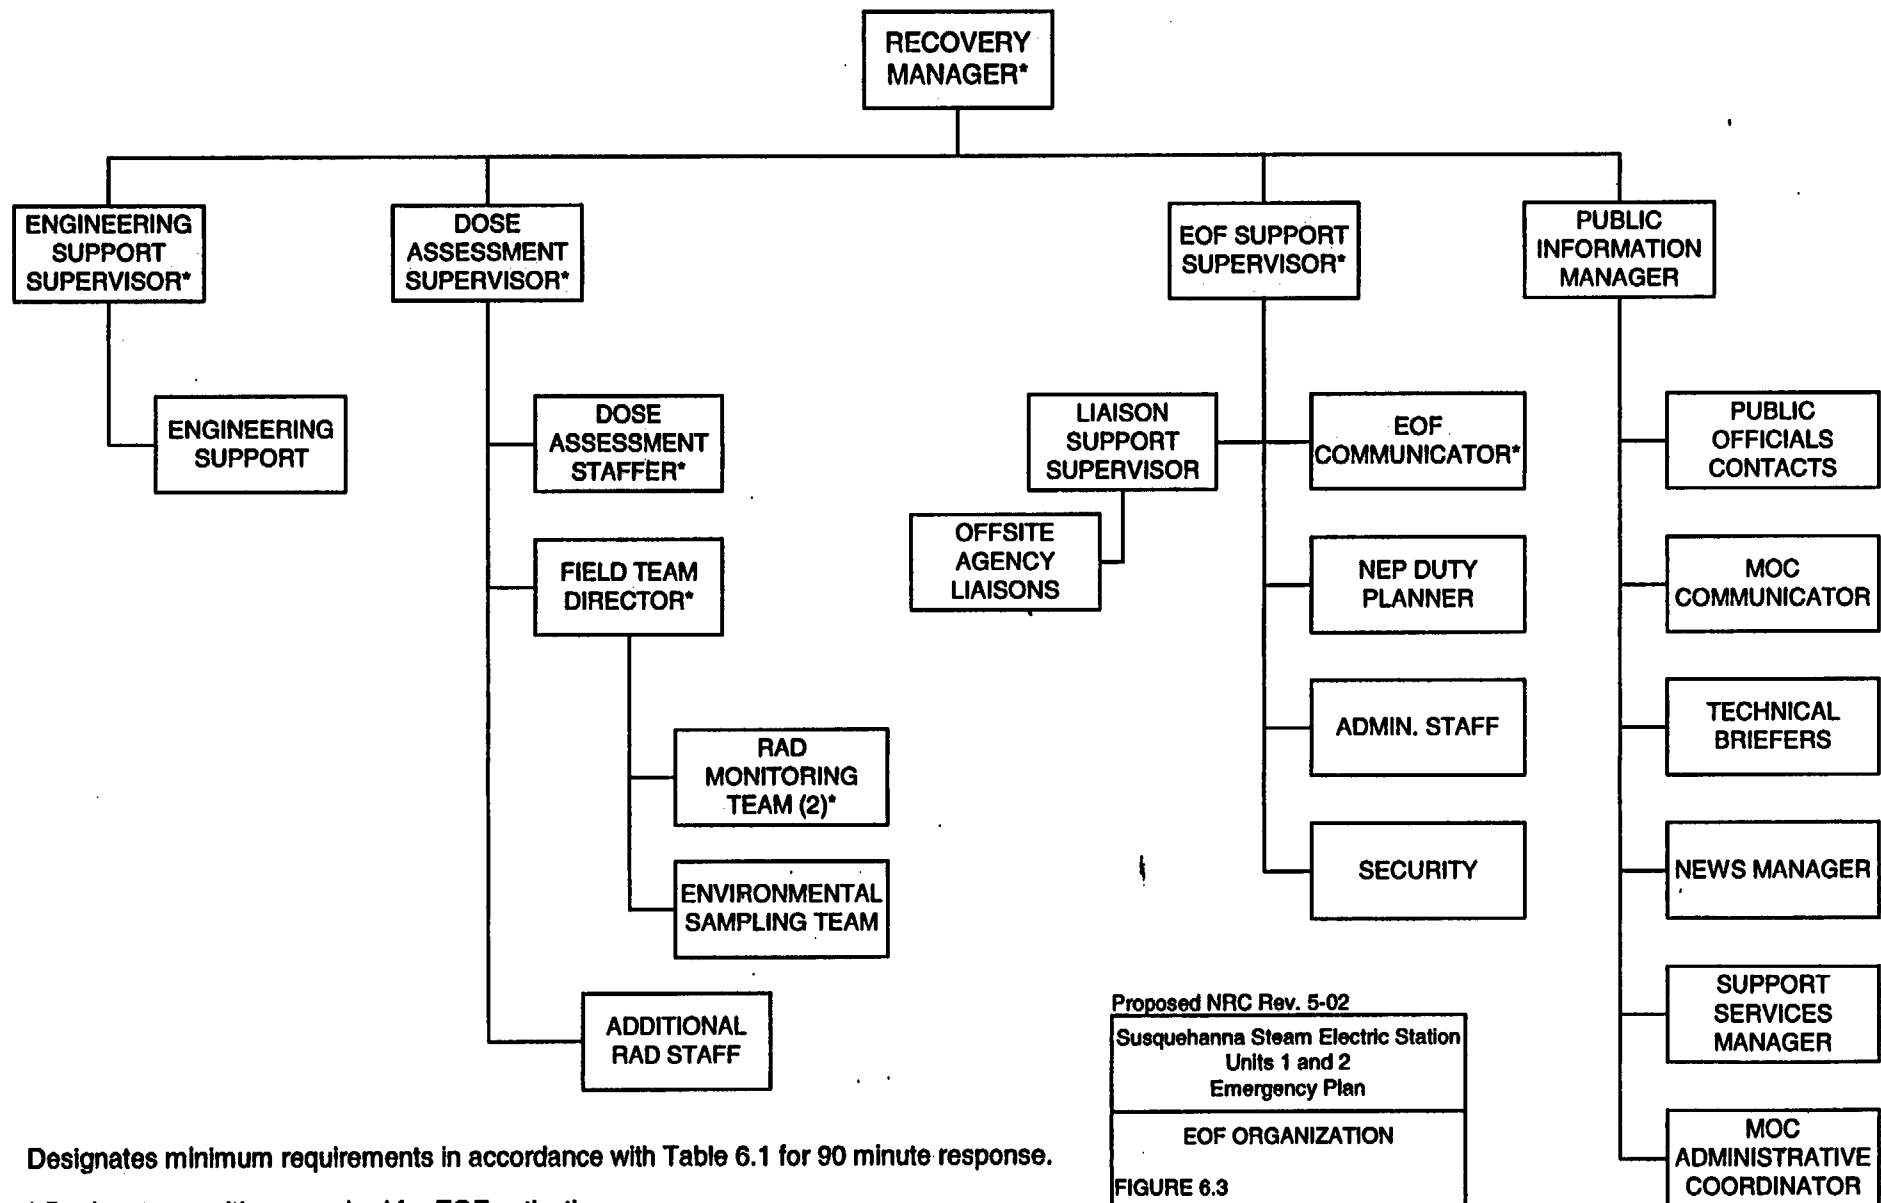 RECOVERY
MANAGER*
ENGINEERING
SUPPORT
SUPERVISOR*
DOSE
ASSESSMENT
SUPERVISOR*
EOF SUPPORT
SUPERVISOR*
PUBLIC
INFORMATION
MANAGER
ENGINEERING
SUPPORT
DOSE
ASSESSMENT
STAFFER*
FIELD TEAM
DIRECTOR*
RAD
MONITORING
TEAM (2)*
ENVIRONMENTAL
SAMPLING TEAM
ADDITIONAL
RAD STAFF
LIAISON
SUPPORT
SUPERVISOR
OFFSITE
AGENCY
LIAISONS
EOF
COMMUNICATOR*
NEP DUTY
PLANNER
ADMIN. STAFF
SECURITY
PUBLIC
OFFICIALS
CONTACTS
MOC
COMMUNICATOR
TECHNICAL
BRIEFERS
NEWS MANAGER
SUPPORT
SERVICES
MANAGER
MOC
ADMINISTRATIVE
COORDINATOR
Proposed NRC Rev. 5-02
Susquehanna Steam Electric Station
Units 1 and 2
Emergency Plan
EOF ORGANIZATION
FIGURE 6.3
Designates minimum requirements in accordance with Table 6.1 for 90 minute response.